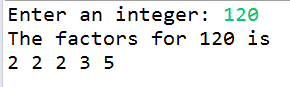 Enter an integer: 120
The factors for 120 is
2 2 2 3 5